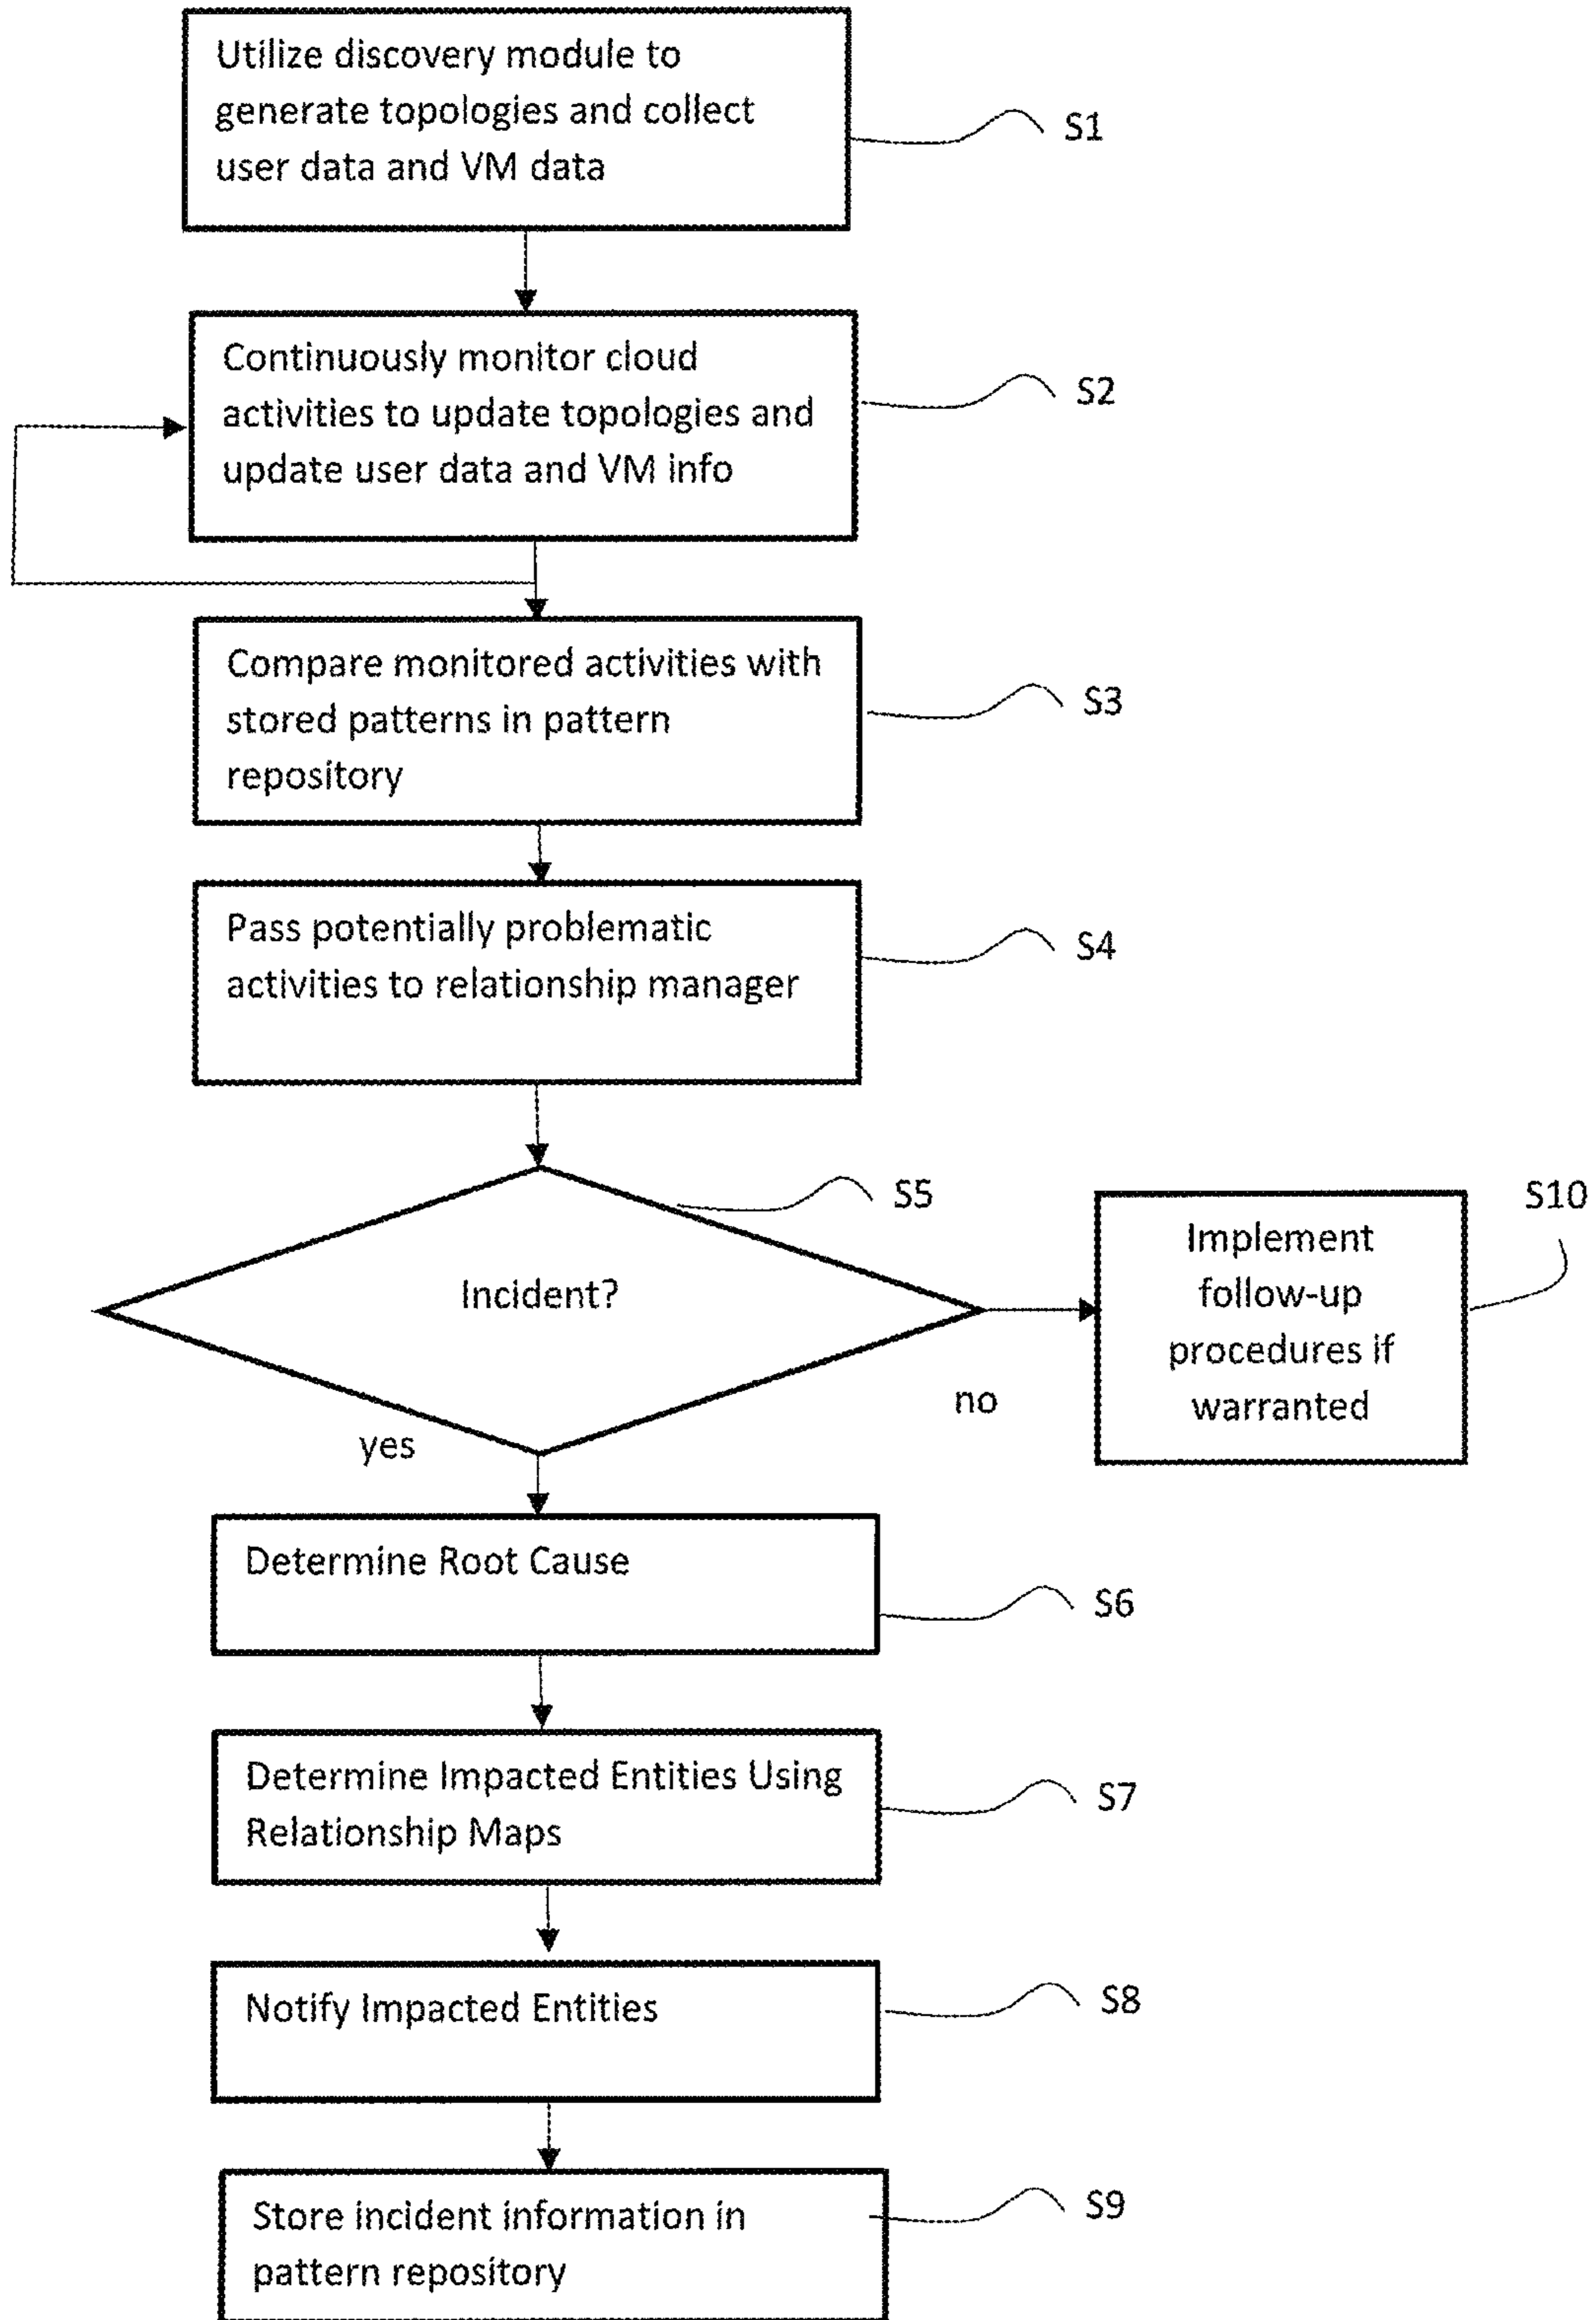 Utilize discovery module to
generate topologies and collect
user data and VM data
S1
Continuously monitor cloud
activities to update topologies and
update user data and VM info
S2
Compare monitored activities with
stored patterns in pattern
repository
S3
Pass potentially problematic
activities to relationship manager
S4
Incident?
S5
yes
no
Implement
follow-up
procedures if
warranted
S10
Determine Root Cause
S6
Determine Impacted Entities Using
Relationship Maps
S7
Notify Impacted Entities
S8
Store incident information in
pattern repository
S9